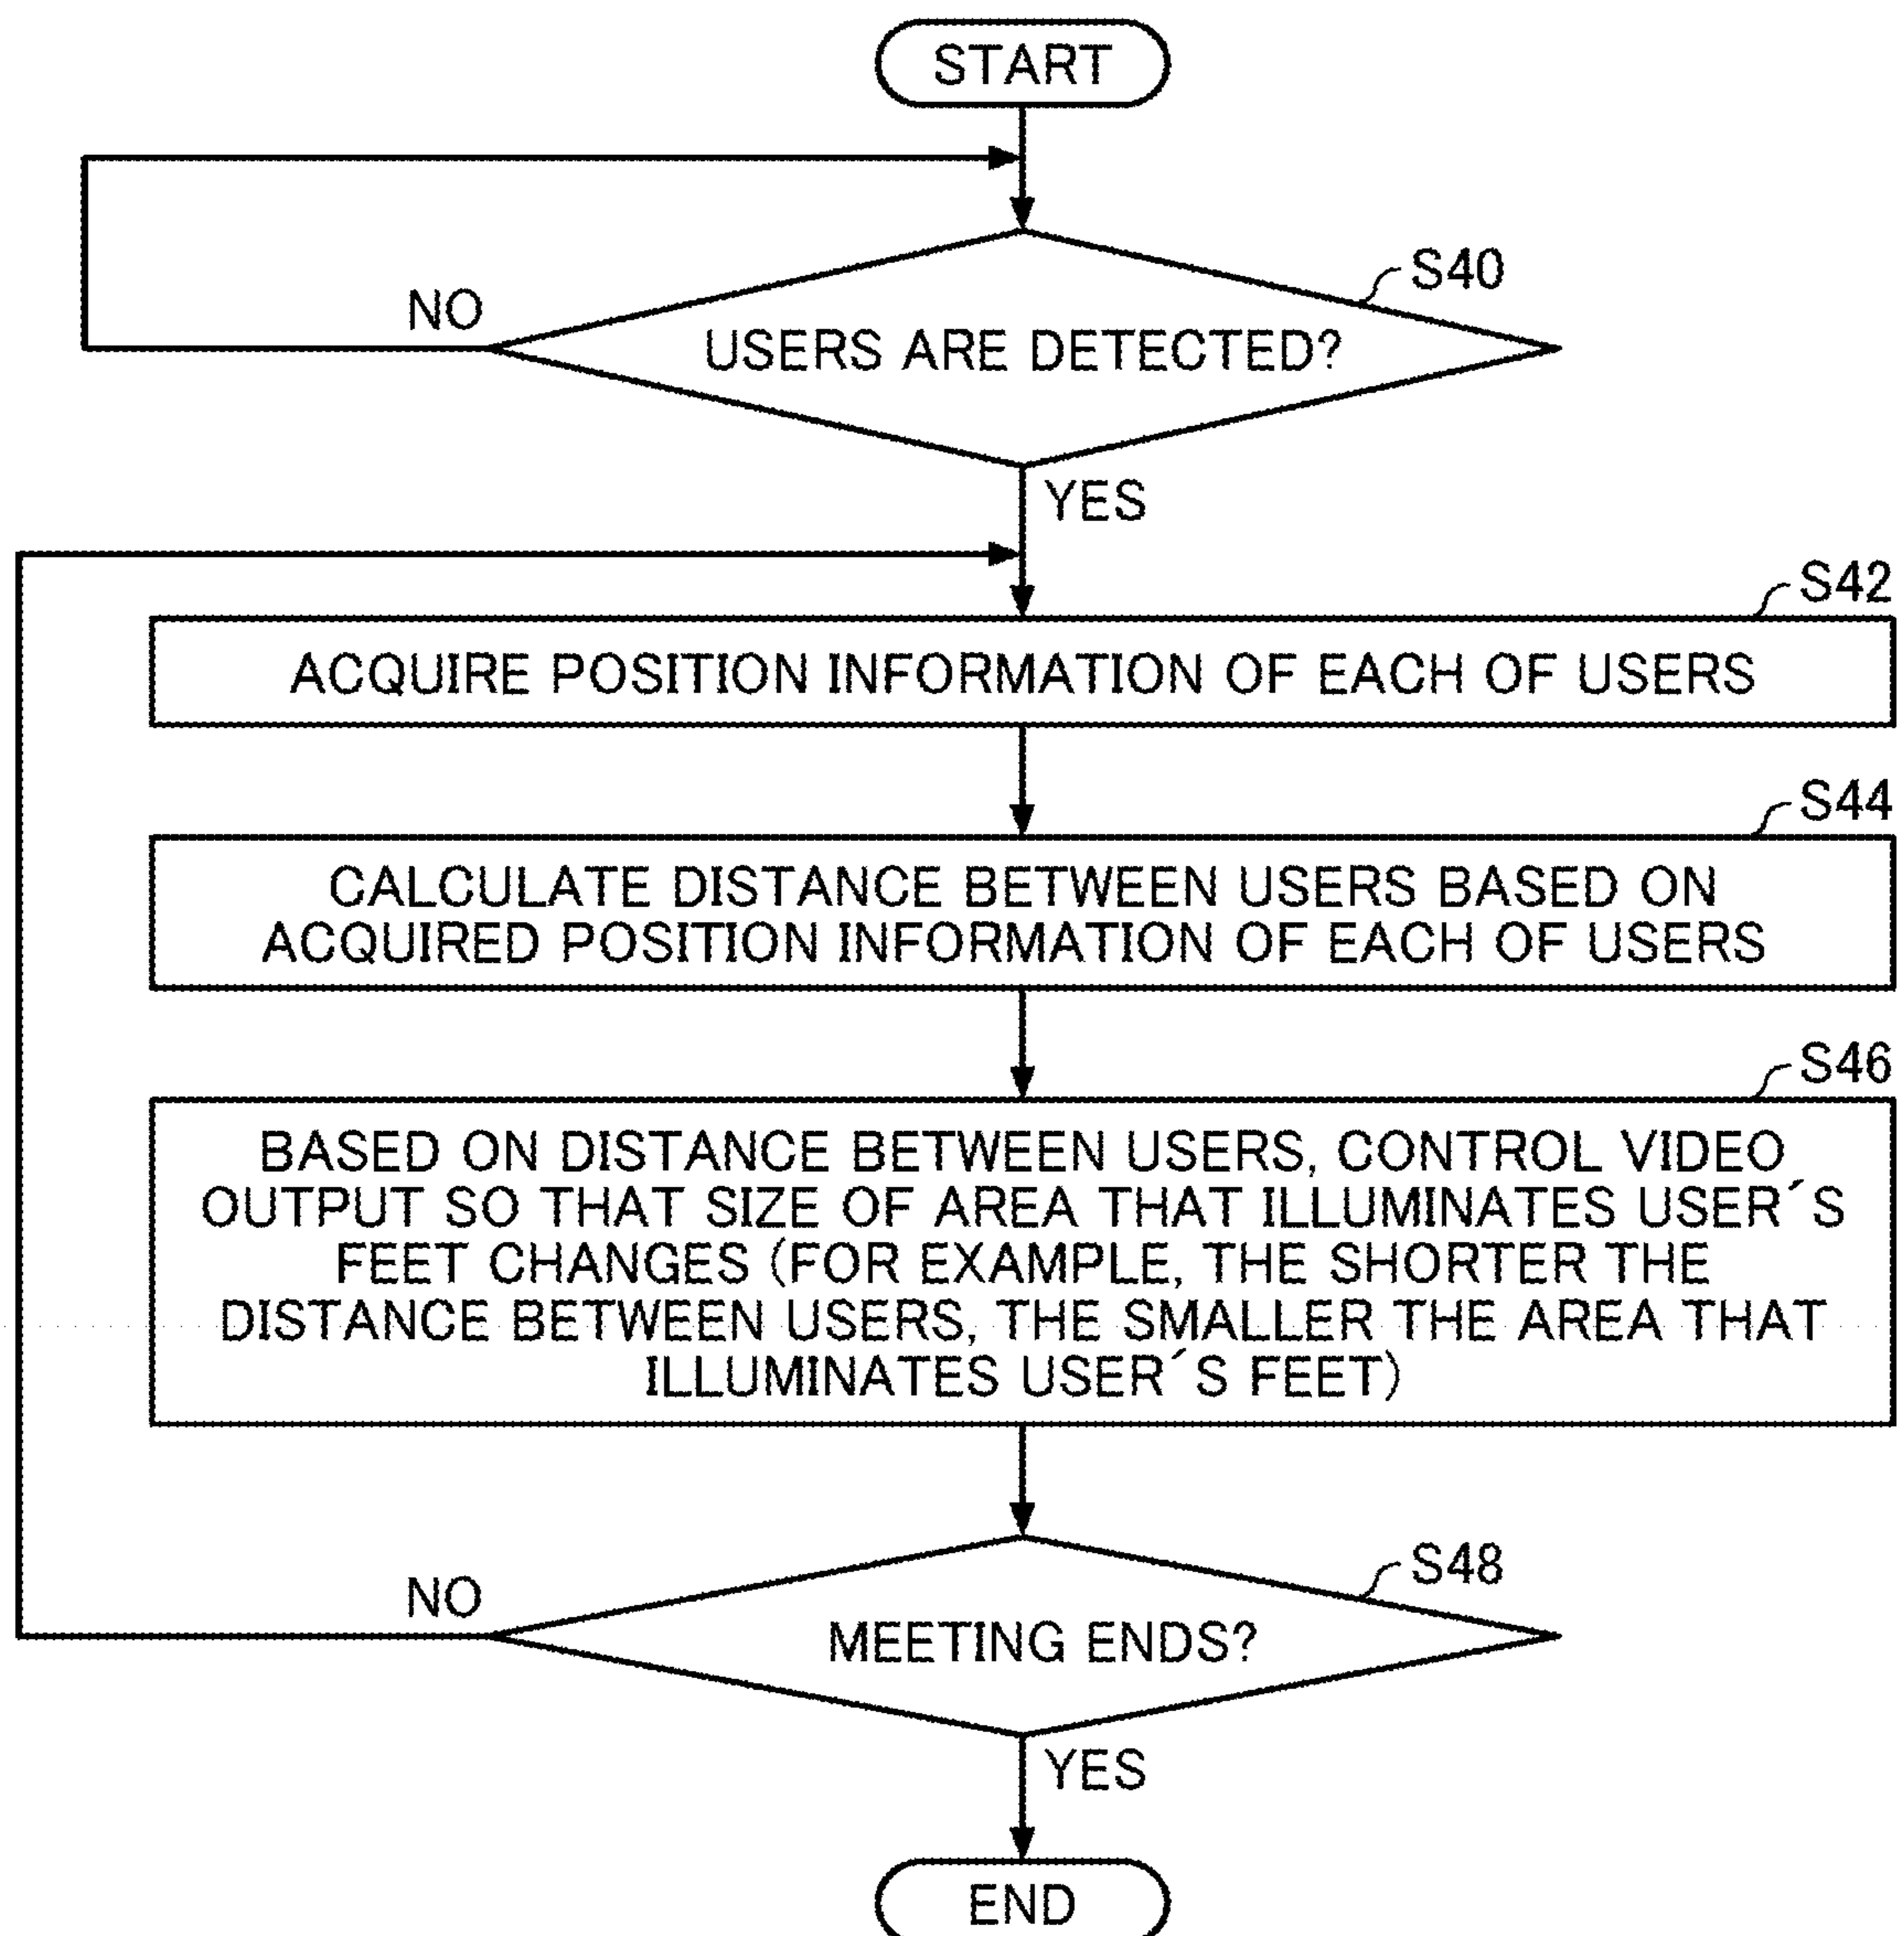 START
S40
NO
USERS ARE DETECTED?
YES
S42
ACQUIRE POSITION INFORMATION OF EACH OF USERS
S44
CALCULATE DISTANCE BETWEEN USERS BASED ON
ACQUIRED POSITION INFORMATION OF EACH OF USERS
S46
BASED ON DISTANCE BETWEEN USERS, CONTROL VIDEO
OUTPUT SO THAT SIZE OF AREA THAT ILLUMINATES USER´S
FEET CHANGES (FOR EXAMPLE, THE SHORTER THE
DISTANCE BETWEEN USERS, THE SMALLER THE AREA THAT
ILLUMINATES USER´S FEET)
S48
NO
MEETING ENDS?
YES
END